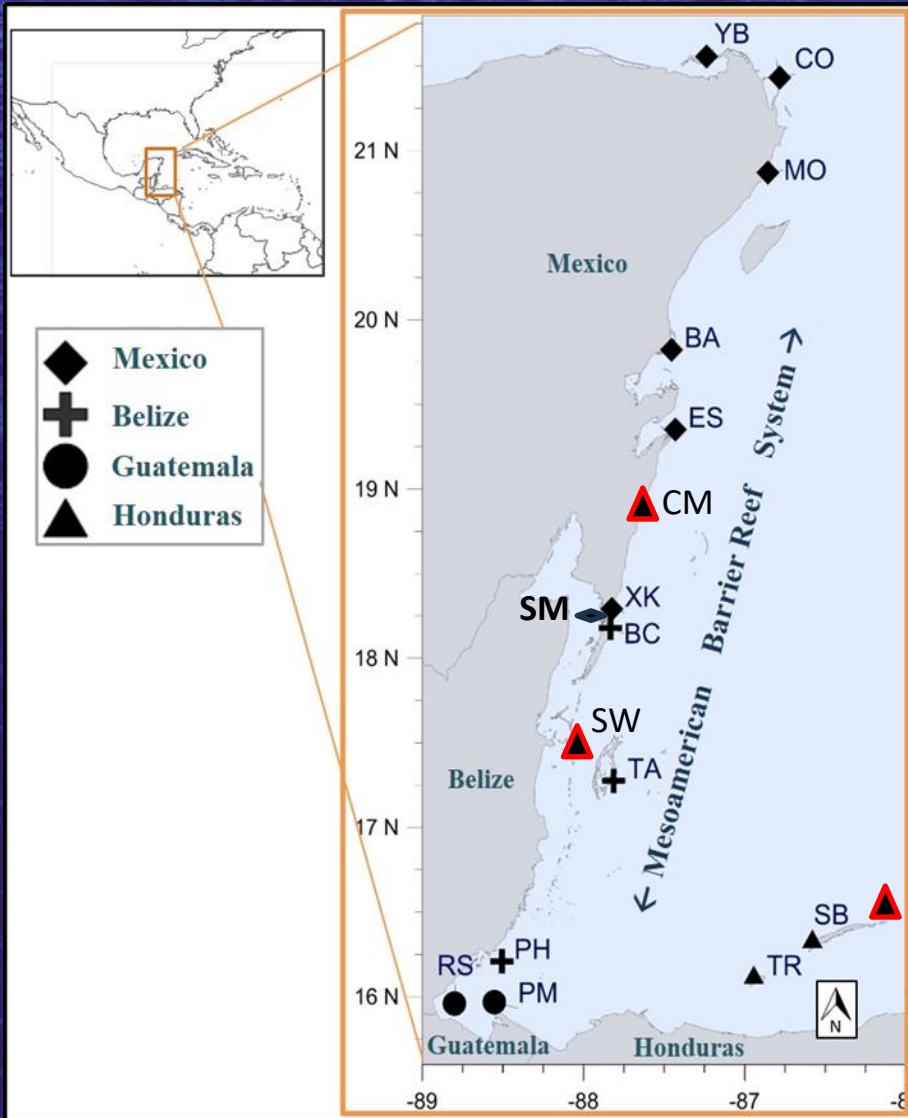 Mexico
Belize
Guatemala
Honduras
YB
CO
21 N
MO
Mexico
20 N
BA
ES
19 N
CM
Mesoamerican Barrier Reef System
XK
SM
BC
18 N
SW
TA
Belize
17 N
SB
PH
TR
RS
PM
16 N
N
Guatemala
Honduras
-89
-88
-87